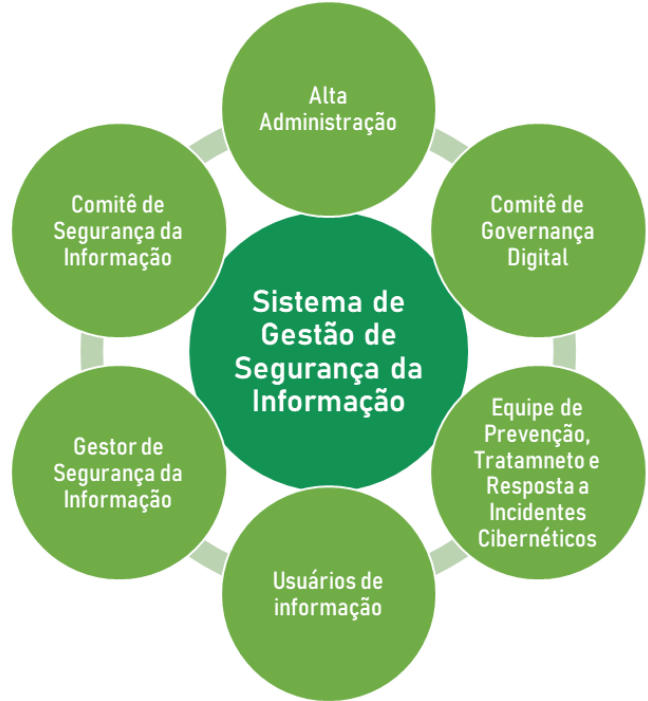 Alta
Administração
Comitê de
Governança
Digital
Equipe de
Prevenção,
Tratamneto e
Resposta a
Incidentes
Cibernéticos
Usuários de
informação
Gestor de
Segurança da
Informação
Comitê de
Segurança da
Informação
Sistema de
Gestão de
Segurança da
Informação